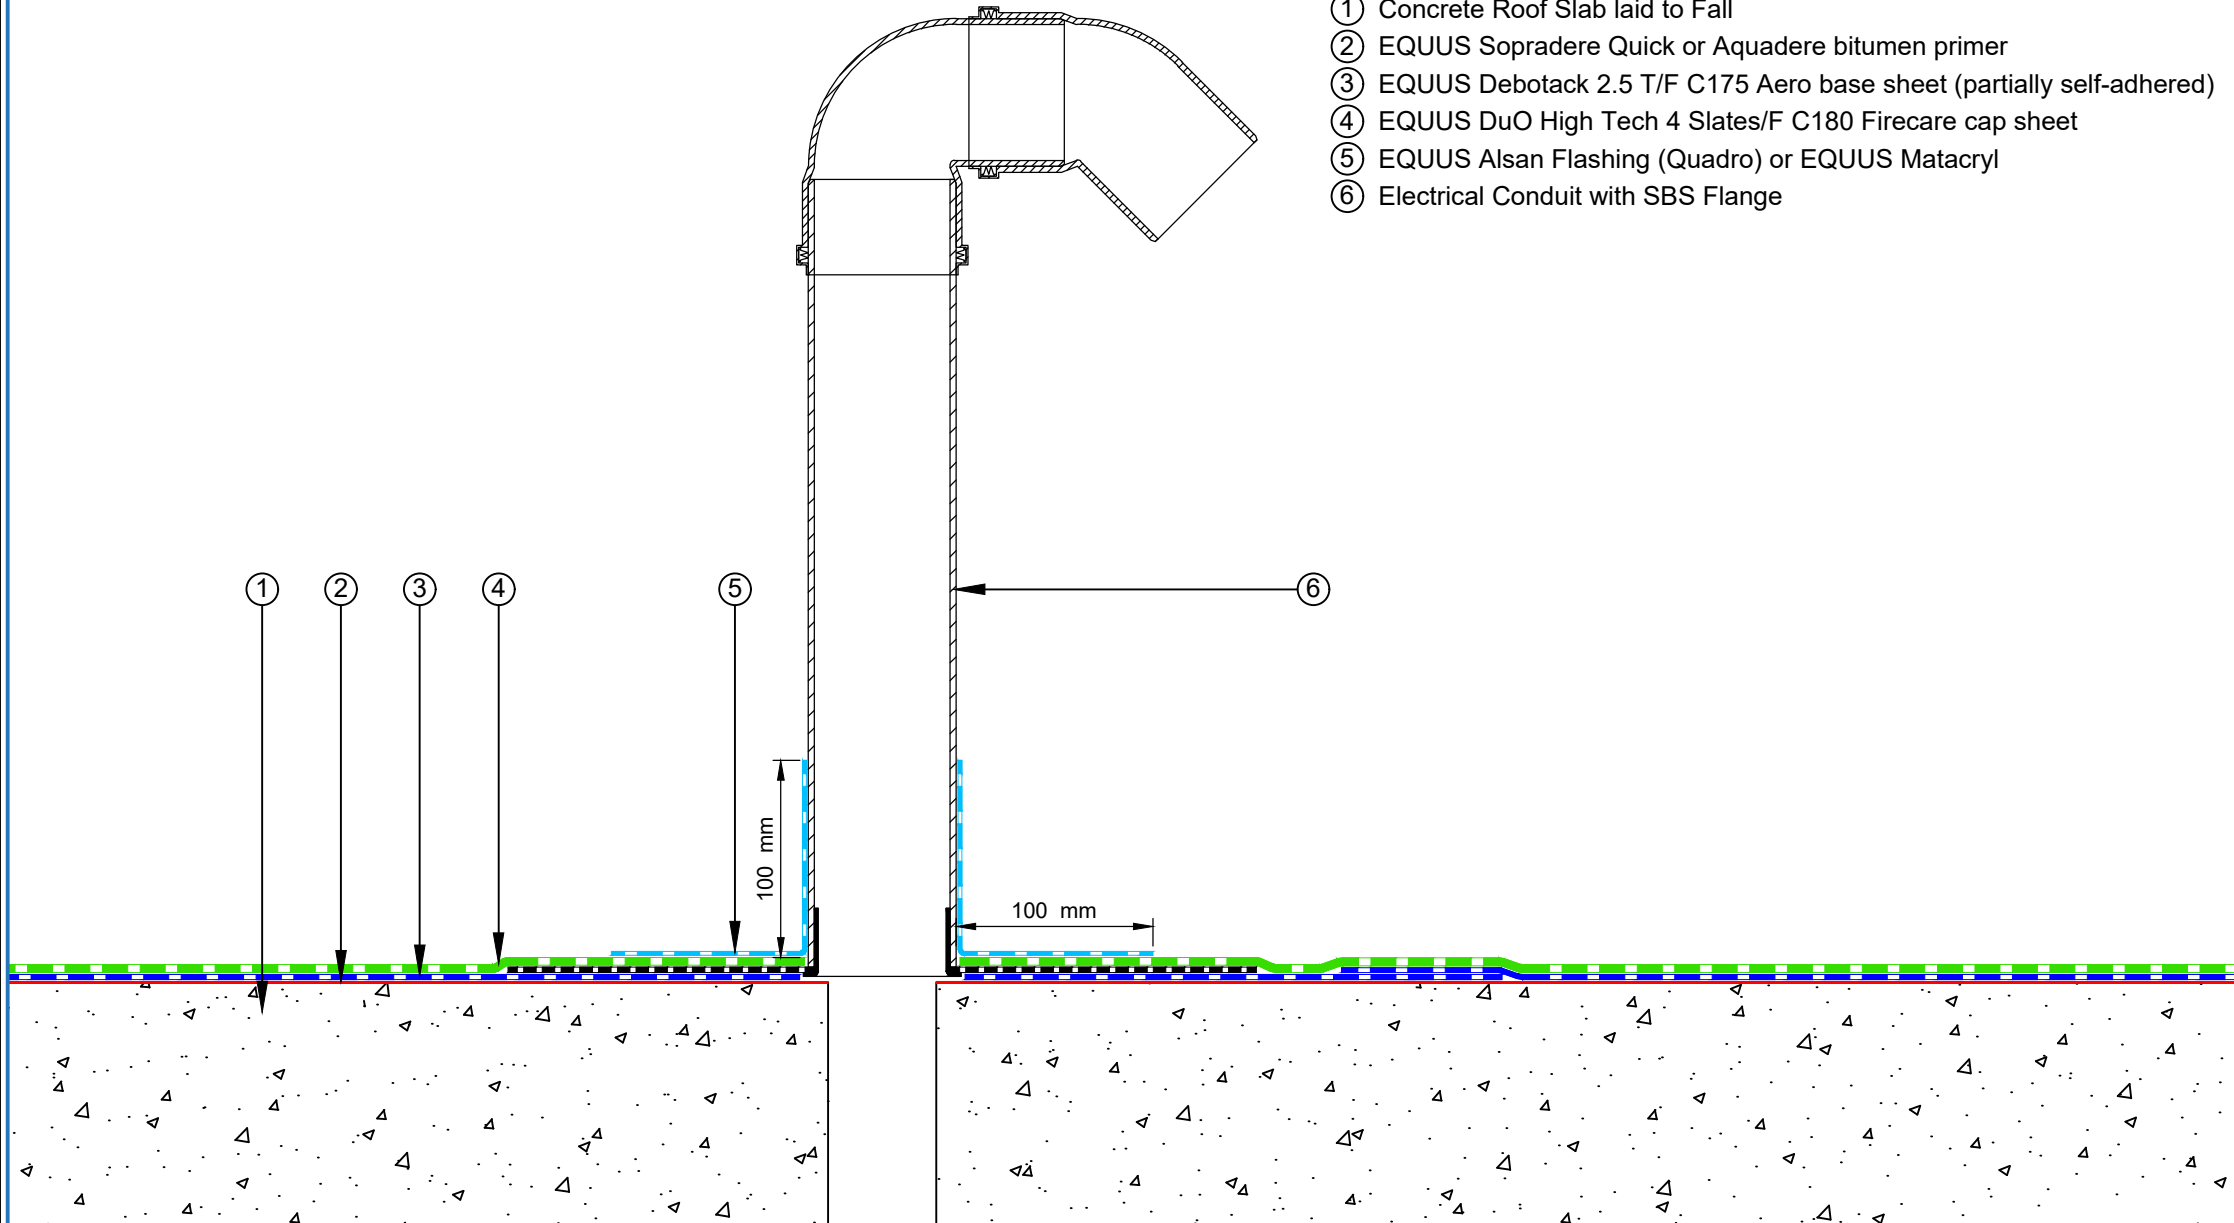 ① Concrete Roof Slab laid to Fall
② EQUUS Sopradere Quick or Aquadere bitumen primer
③ EQUUS Debotack 2.5 T/F C175 Aero base sheet (partially self-adhered)
④ EQUUS DuO High Tech 4 Slates/F C180 Firecare cap sheet
⑤ EQUUS Alsan Flashing (Quadro) or EQUUS Matacryl
⑥ Electrical Conduit with SBS Flange
① ② ③ ④ ⑤ ⑥
100 mm
100 mm